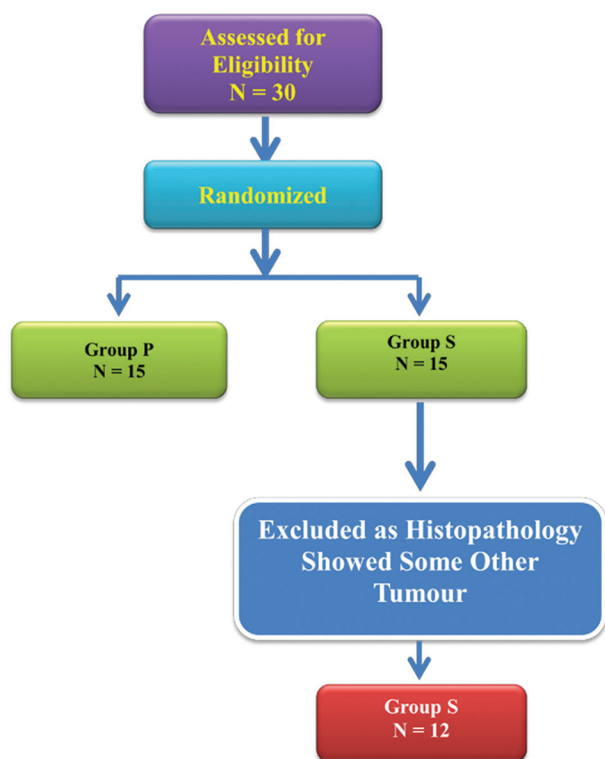 Assessed for
Eligibility
N = 30
Randomized
Group P
N = 15
Group S
N = 15
Excluded as Histopathology
Showed Some Other
Tumour
Group S
N = 12